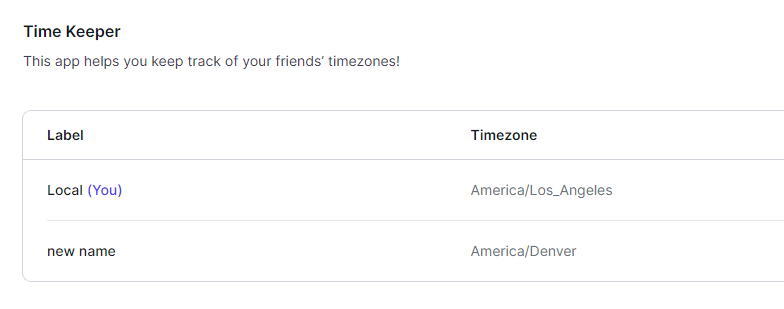 Time Keeper
This app helps you keep track of your friends’ timezones!
Label Timezone
Local (You) America/Los_Angeles
new name America/Denver